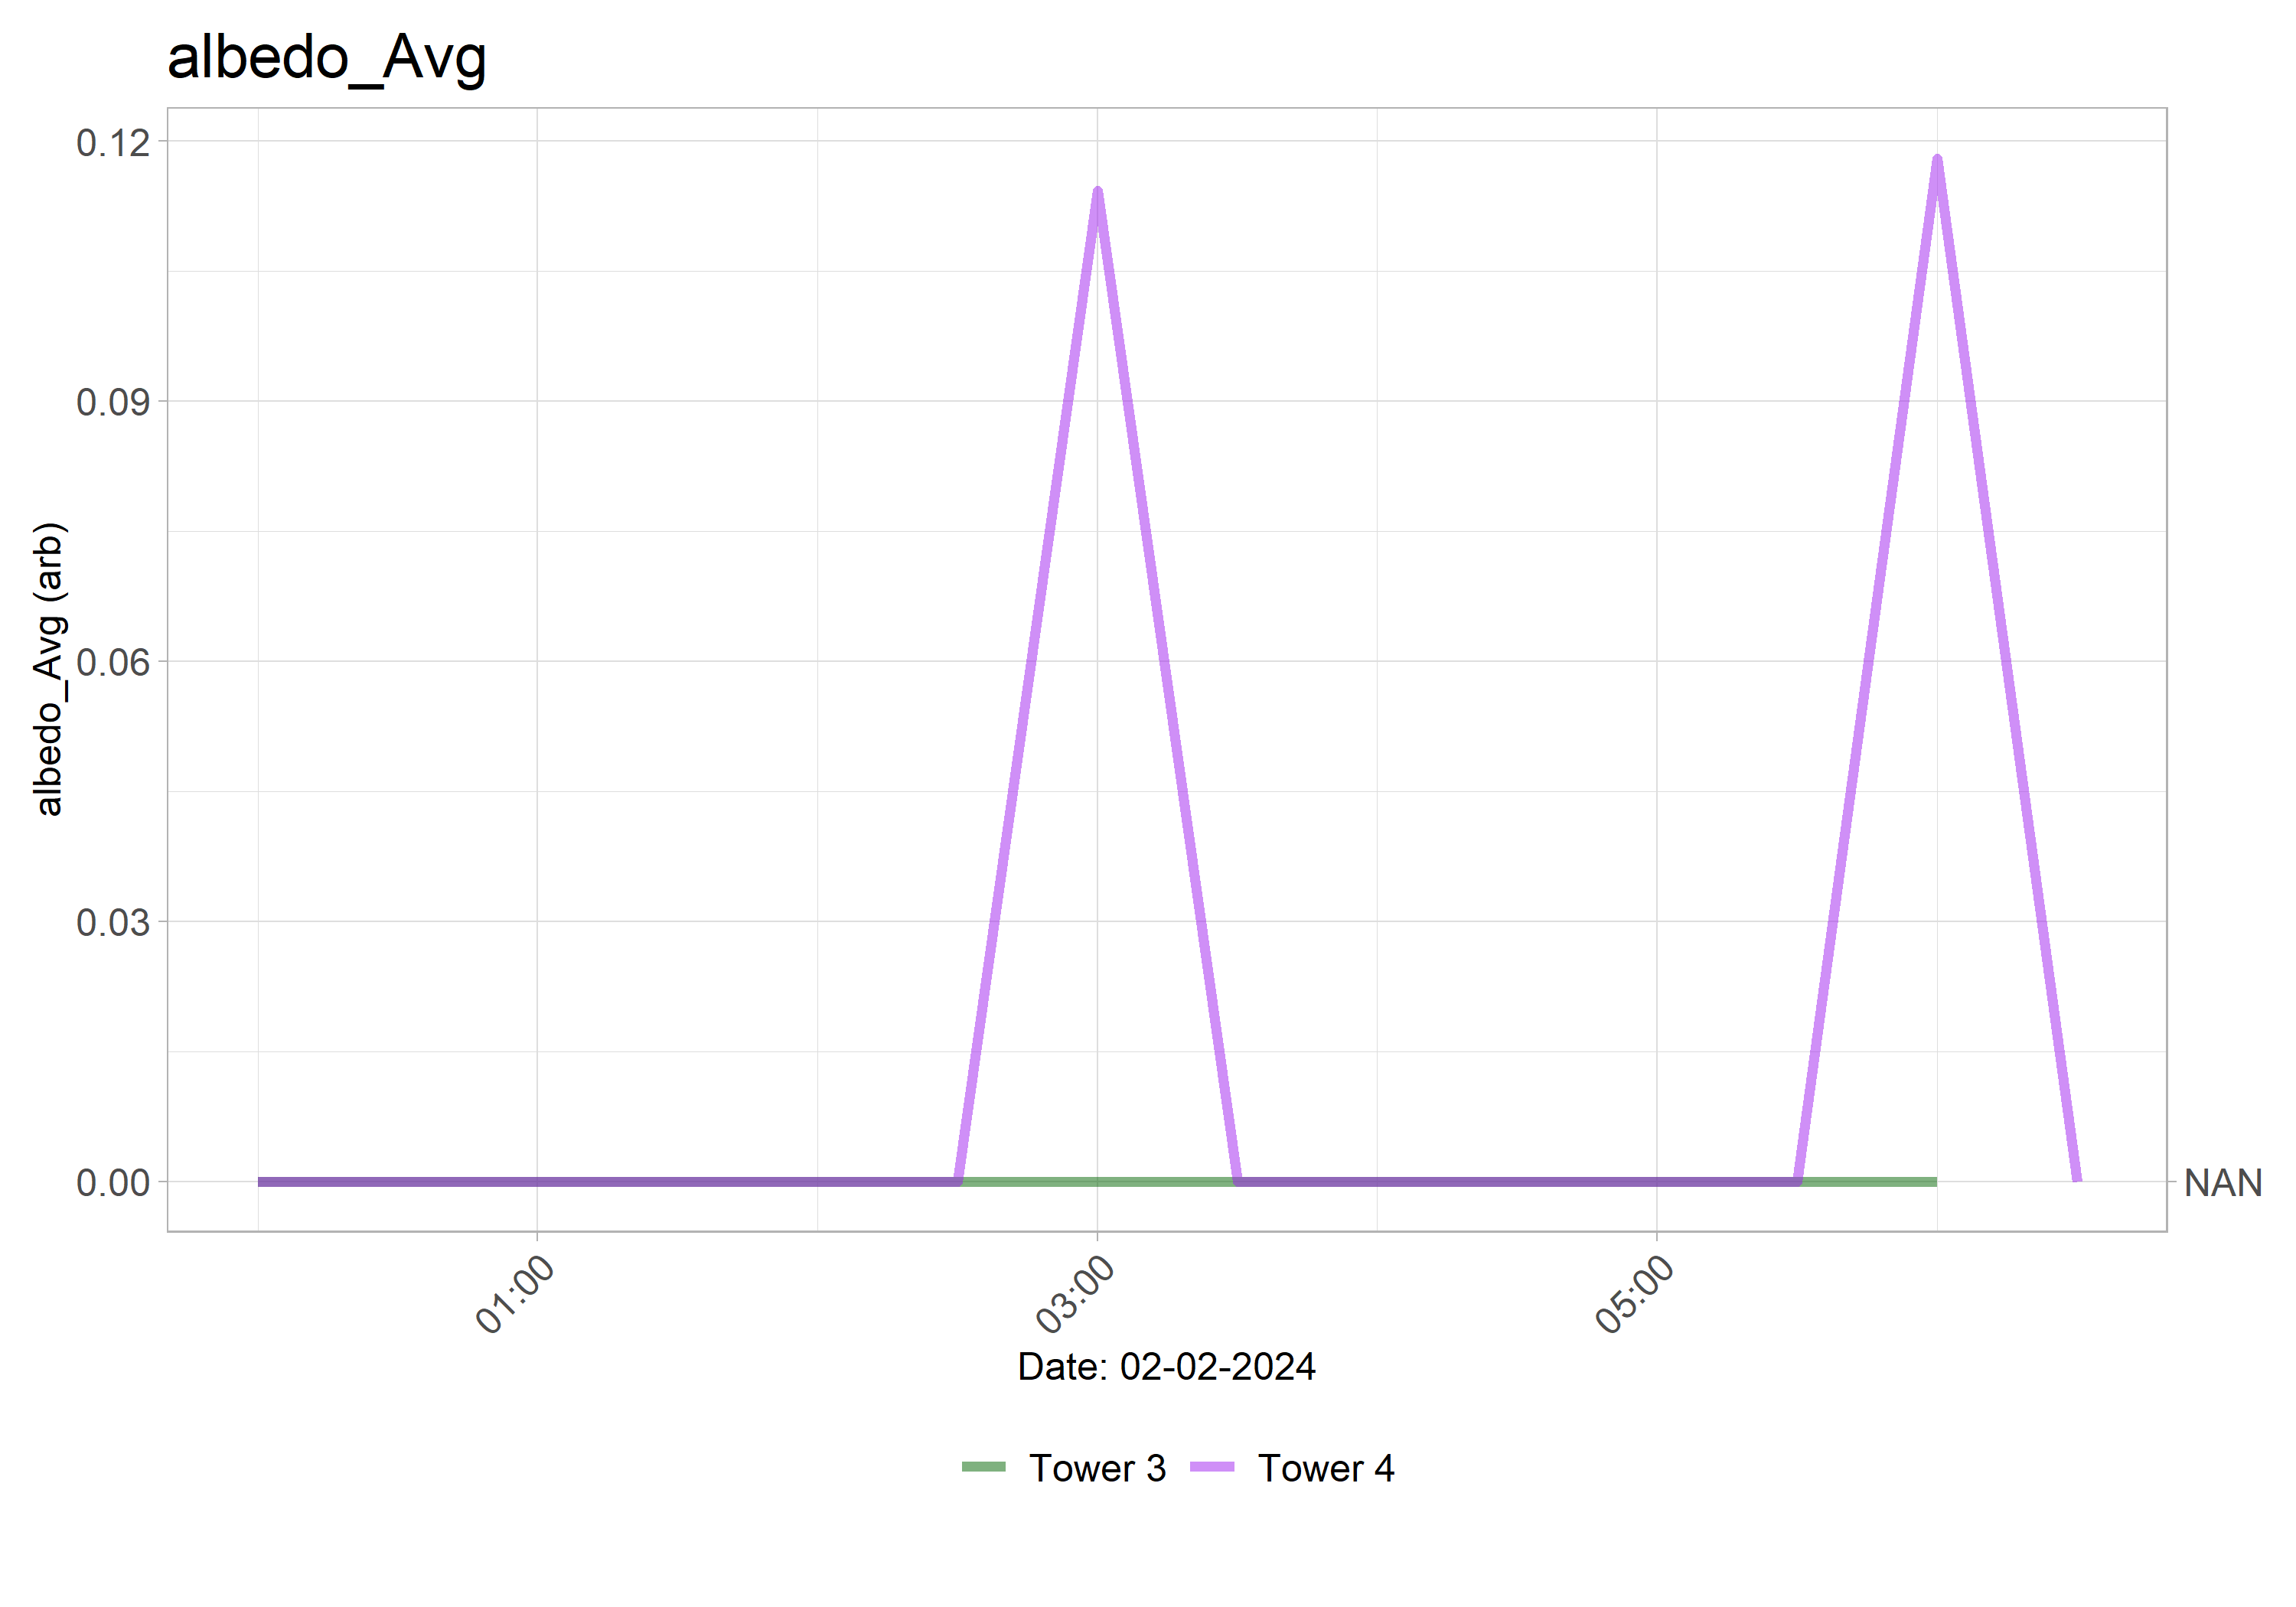 albedo_Avg
albedo_Avg (arb)
0.12
0.09
0.06
0.03
0.00
NAN
01:00
03:00
05:00
Date: 02-02-2024
Tower 3
Tower 4